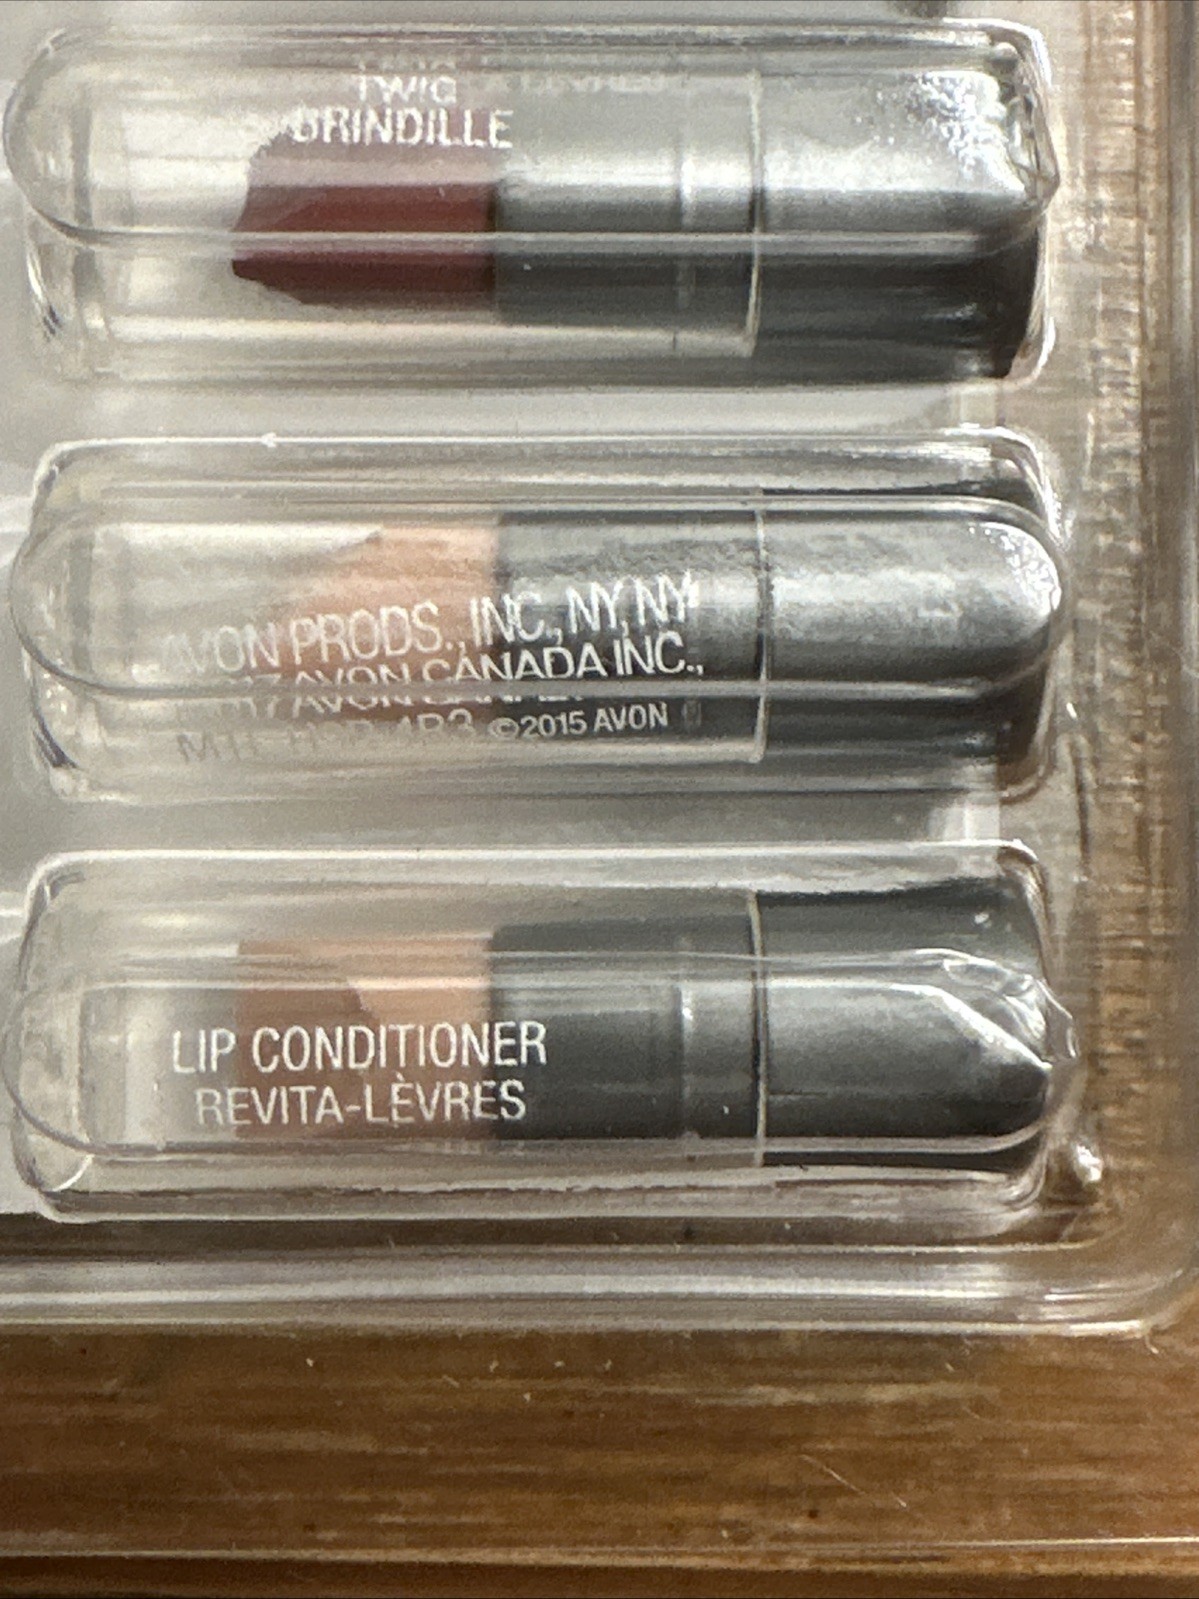 TWIG
BRINDILLE
AVON PRODS., INC., NY, NY
AVON CANADA INC.,
©2015 AVON
LIP CONDITIONER
REVITA-LÈVRES